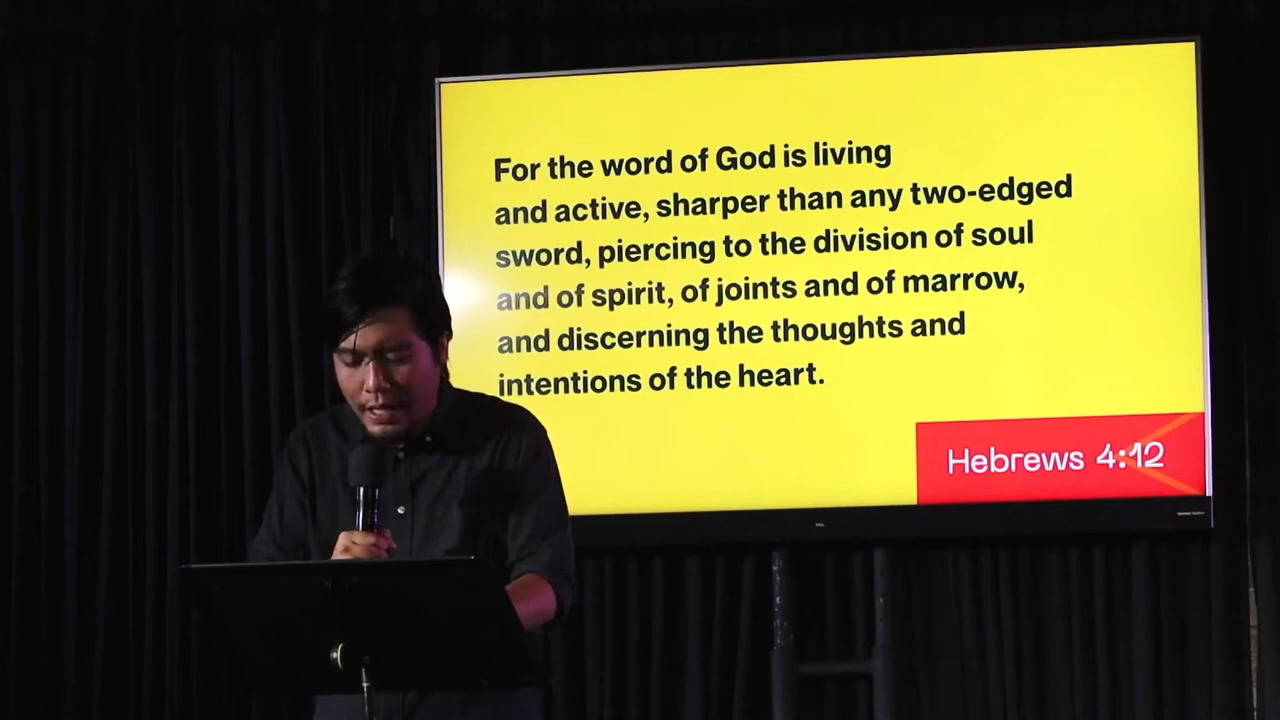 For the word of God is living
and active, sharper than any two-edged
sword, piercing to the division of soul
and of spirit, of joints and of marrow,
and discerning the thoughts and
intentions of the heart.
Hebrews 4:12